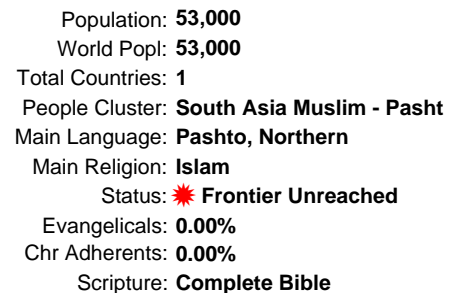 Population: 53,000
World Popl: 53,000
Total Countries: 1
People Cluster: South Asia Muslim - Pasht
Main Language: Pashto, Northern
Main Religion: Islam
Status: Frontier Unreached
Evangelicals: 0.00%
Chr Adherents: 0.00%
Scripture: Complete Bible